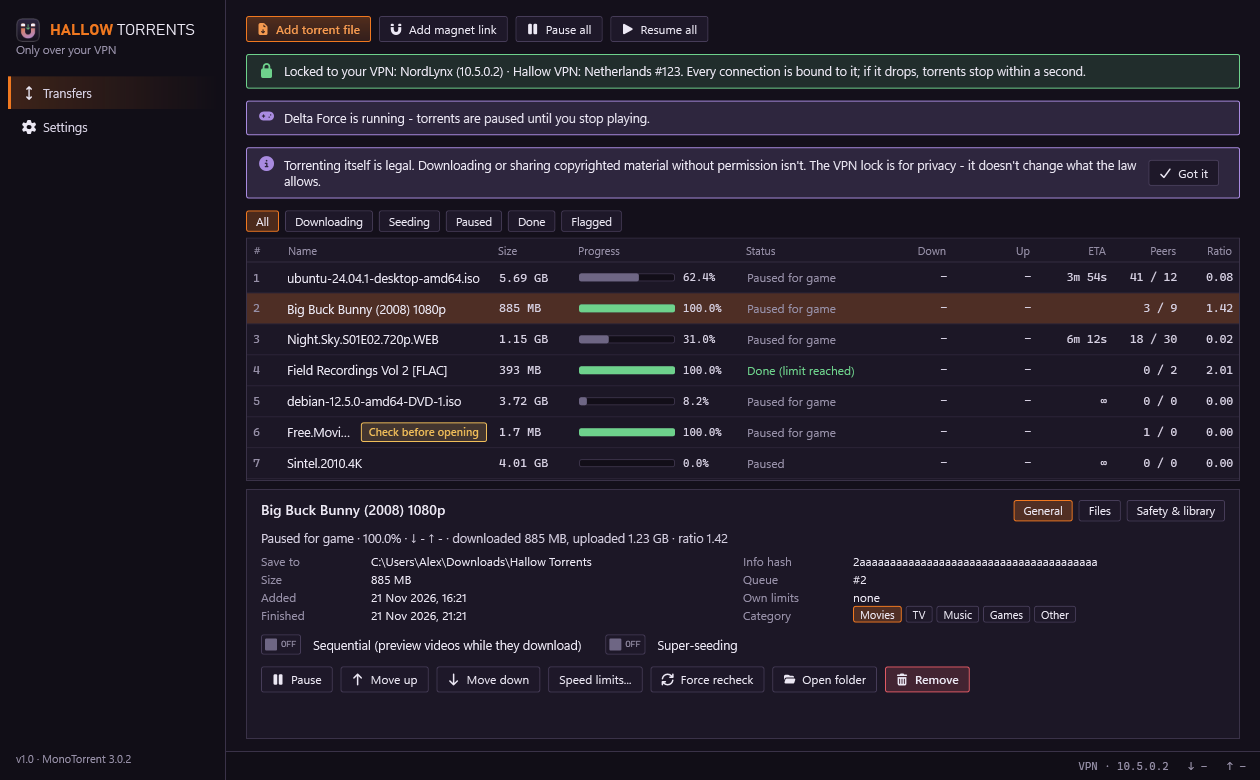 HALLOW TORRENTS
Only over your VPN
Transfers
Settings
v1.0 · MonoTorrent 3.0.2
Add torrent file Add magnet link Pause all Resume all
Locked to your VPN: NordLynx (10.5.0.2) · Hallow VPN: Netherlands #123. Every connection is bound to it; if it drops, torrents stop within a second.
Delta Force is running - torrents are paused until you stop playing.
Torrenting itself is legal. Downloading or sharing copyrighted material without permission isn't. The VPN lock is for privacy - it doesn't change what the law
allows.
Got it
All Downloading Seeding Paused Done Flagged
# Name Size Progress Status Down Up ETA Peers Ratio
1 ubuntu-24.04.1-desktop-amd64.iso 5.69 GB 62.4% Paused for game – – 3m 54s 41 / 12 0.08
2 Big Buck Bunny (2008) 1080p 885 MB 100.0% Paused for game – – 3 / 9 1.42
3 Night.Sky.S01E02.720p.WEB 1.15 GB 31.0% Paused for game – – 6m 12s 18 / 30 0.02
4 Field Recordings Vol 2 [FLAC] 393 MB 100.0% Done (limit reached) – – 0 / 2 2.01
5 debian-12.5.0-amd64-DVD-1.iso 3.72 GB 8.2% Paused for game – – ∞ 0 / 0 0.00
6 Free.Movi... Check before opening 1.7 MB 100.0% Paused for game – – 1 / 0 0.00
7 Sintel.2010.4K 4.01 GB 0.0% Paused – – ∞ 0 / 0 0.00
Big Buck Bunny (2008) 1080p General Files Safety & library
Paused for game · 100.0% · ↓ - ↑ - · downloaded 885 MB, uploaded 1.23 GB · ratio 1.42
Save to C:\Users\Alex\Downloads\Hallow Torrents Info hash 2aaaaaaaaaaaaaaaaaaaaaaaaaaaaaaaaaaaaaaa
Size 885 MB Queue #2
Added 21 Nov 2026, 16:21 Own limits none
Finished 21 Nov 2026, 21:21 Category Movies TV Music Games Other
OFF Sequential (preview videos while they download) OFF Super-seeding
Pause Move up Move down Speed limits... Force recheck Open folder Remove
VPN · 10.5.0.2 ↓ – ↑ –